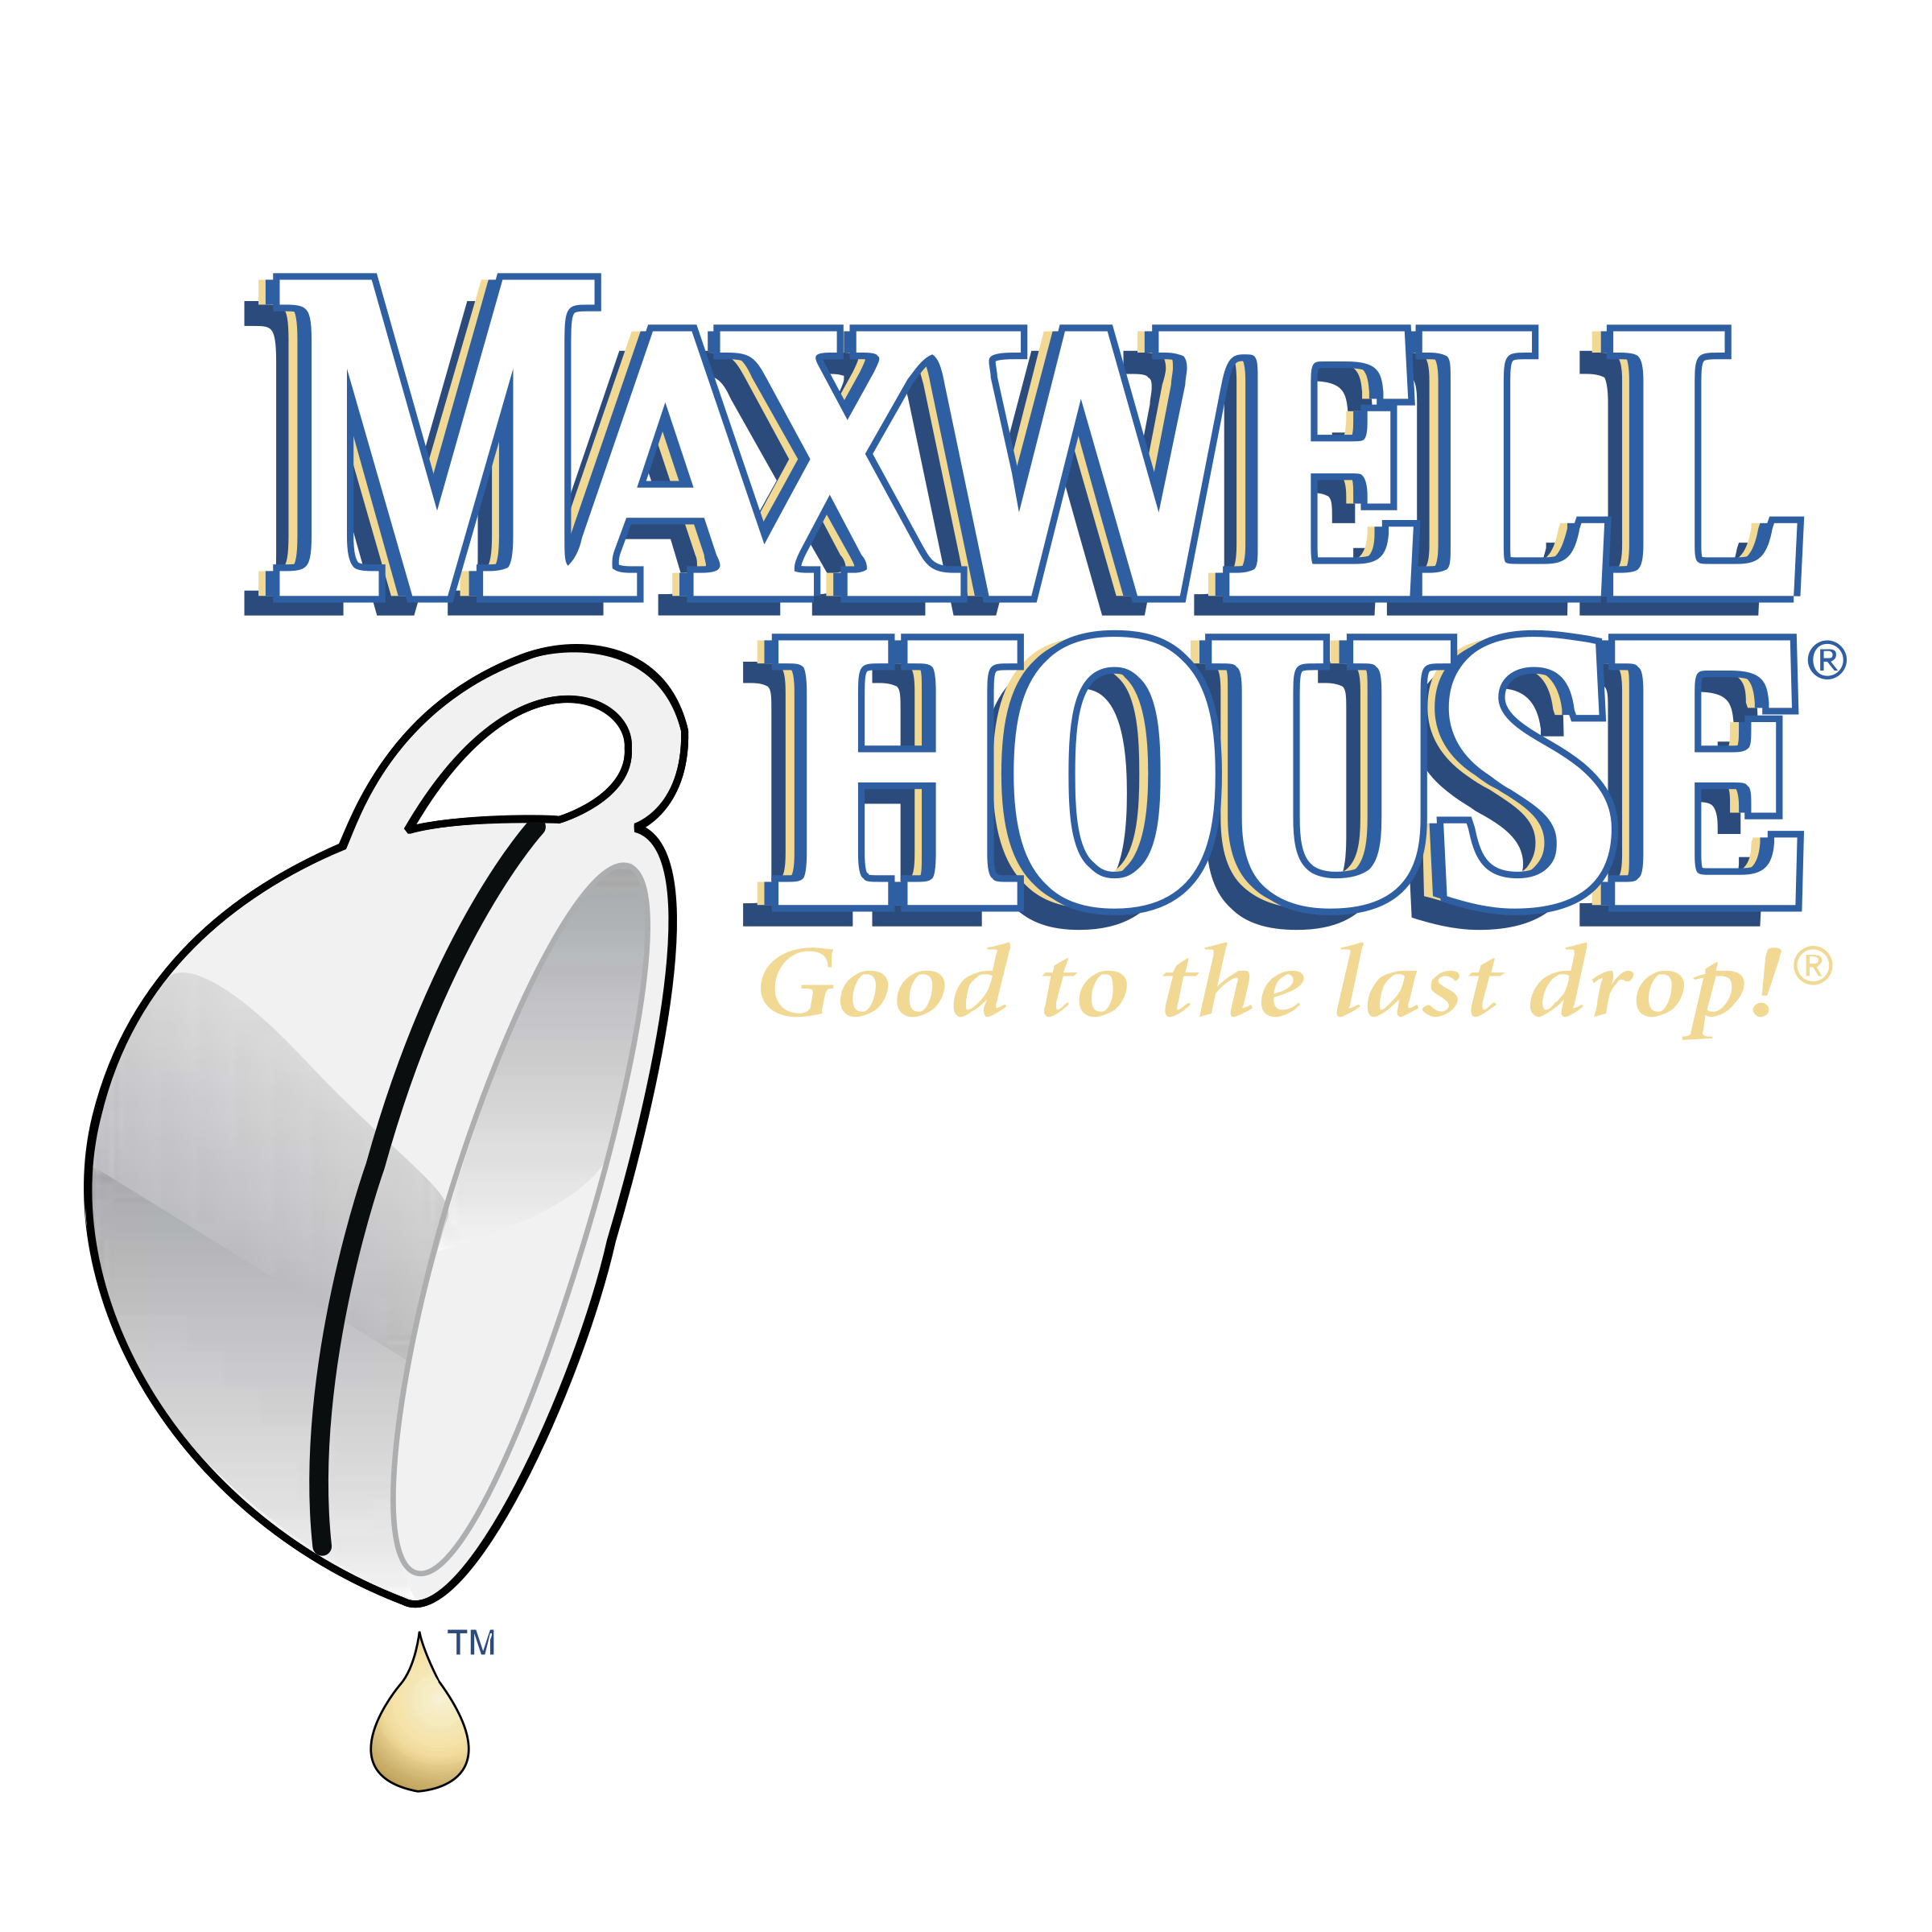 MAXWELL
HOUSE®
Good to the last drop!®
TM